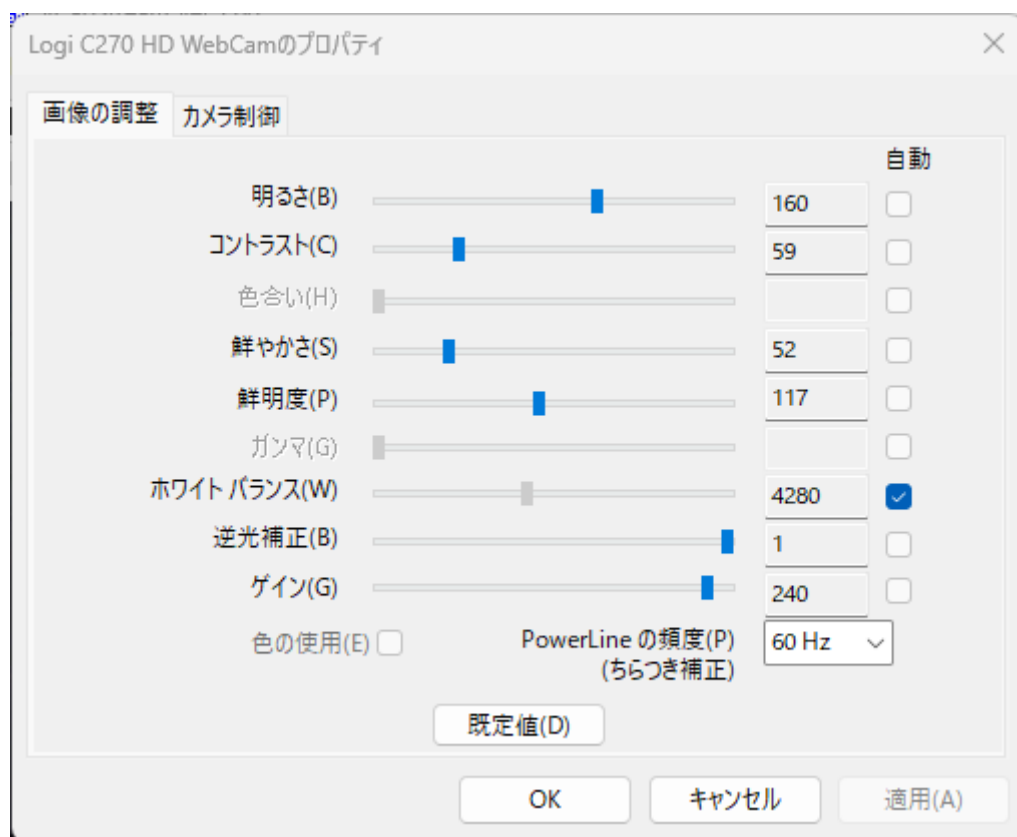 Logi C270 HD WebCamのプロパティ
画像の調整 カメラ制御
自動
明るさ(B) 160
コントラスト(C) 59
色合い(H)
鮮やかさ(S) 52
鮮明度(P) 117
ガンマ(G)
ホワイト バランス(W) 4280
逆光補正(B) 1
ゲイン(G) 240
色の使用(E) PowerLine の頻度(P) 60 Hz
(ちらつき補正)
既定値(D)
OK キャンセル 適用(A)